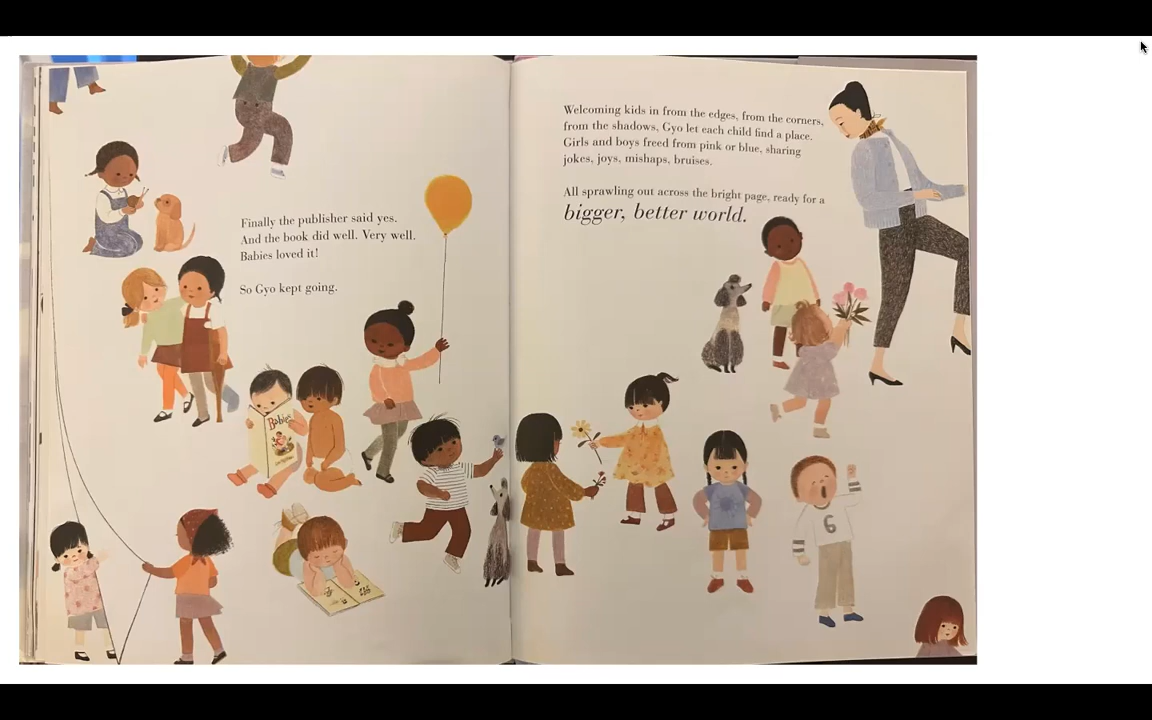 Finally the publisher said yes.
And the book did well. Very well.
Babies loved it!
So Gyo kept going.
Babies
Welcoming kids in from the edges, from the corners,
from the shadows, Gyo let each child find a place.
Girls and boys freed from pink or blue, sharing
jokes, joys, mishaps, bruises.
All sprawling out across the bright page, ready for a
bigger, better world.
6